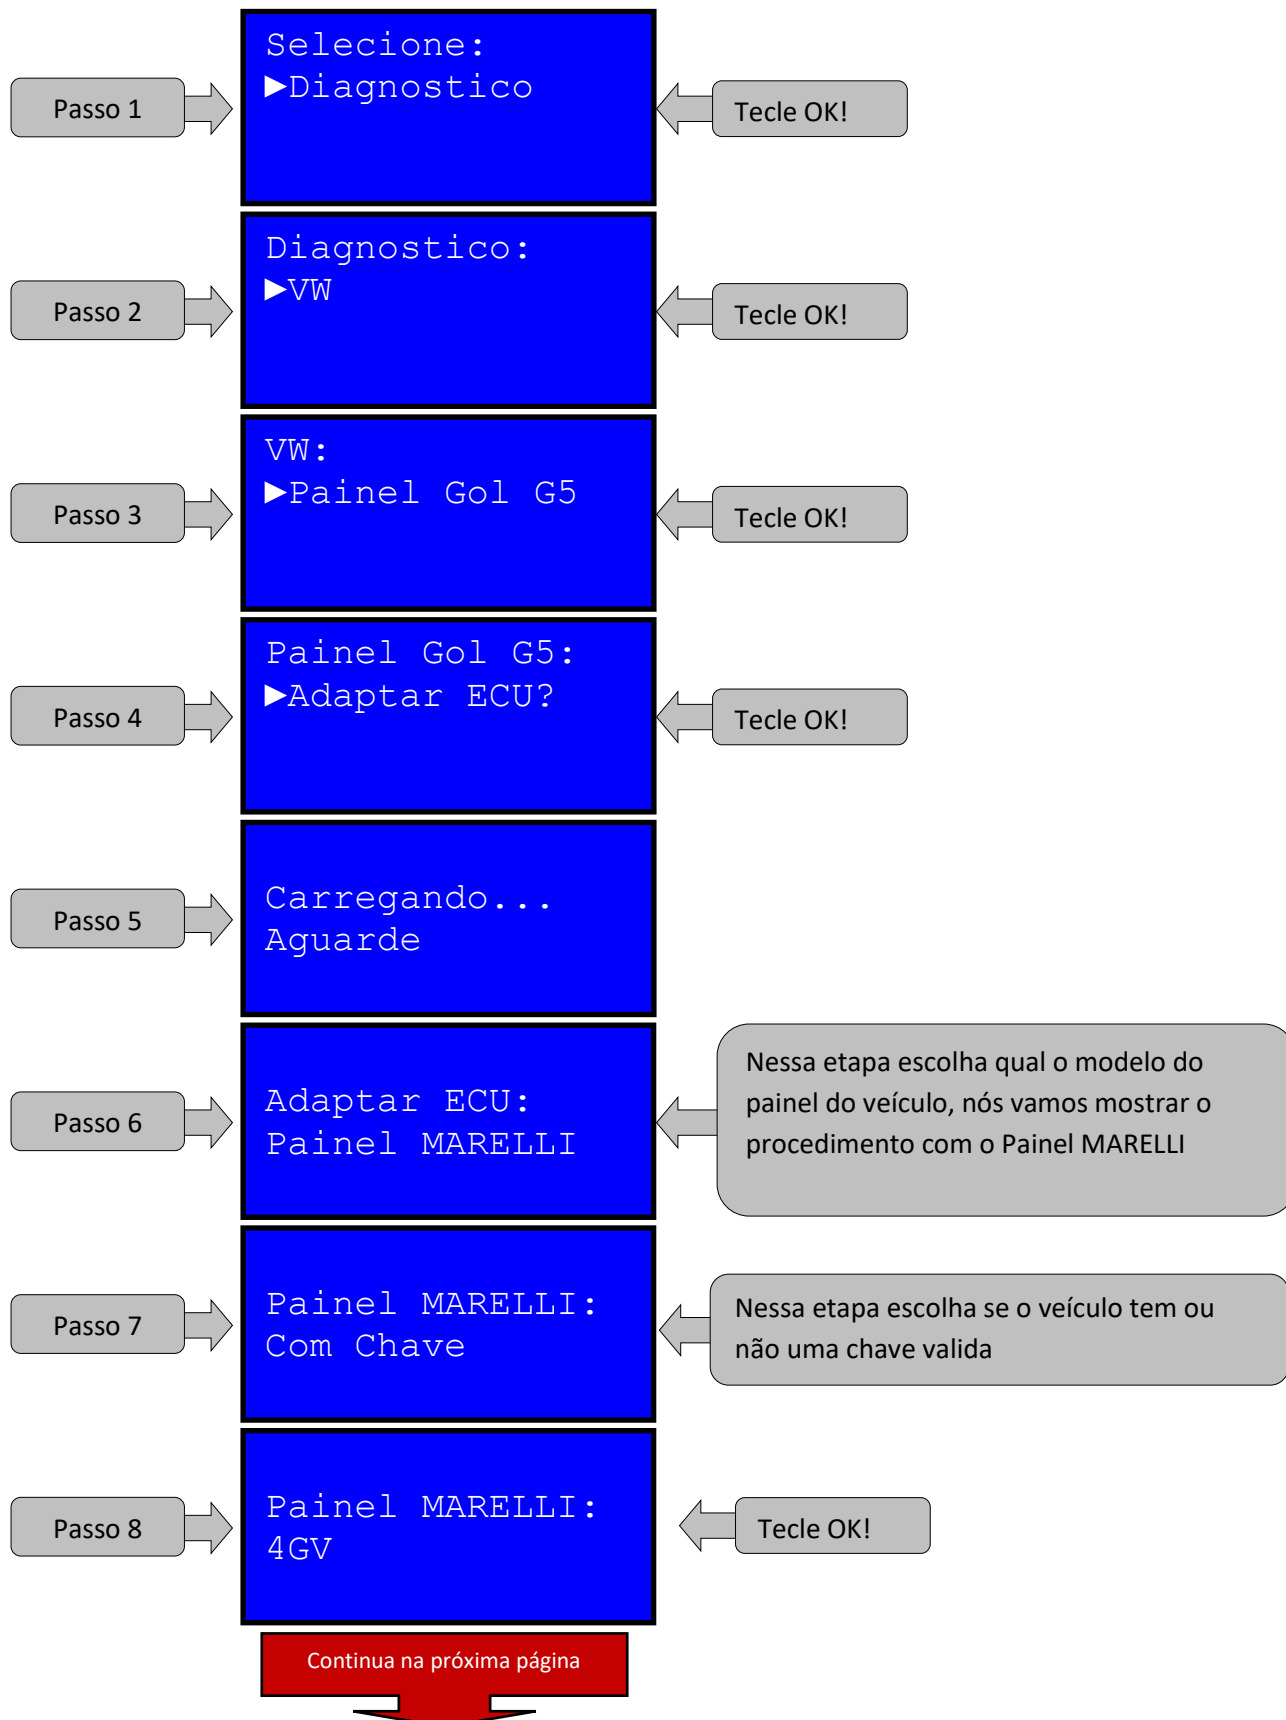 Passo 1
Selecione:
►Diagnostico
Tecle OK!
Passo 2
Diagnostico:
►VW
Tecle OK!
Passo 3
VW:
►Painel Gol G5
Tecle OK!
Passo 4
Painel Gol G5:
►Adaptar ECU?
Tecle OK!
Passo 5
Carregando...
Aguarde
Passo 6
Adaptar ECU:
Painel MARELLI
Nessa etapa escolha qual o modelo do
painel do veículo, nós vamos mostrar o
procedimento com o Painel MARELLI
Passo 7
Painel MARELLI:
Com Chave
Nessa etapa escolha se o veículo tem ou
não uma chave valida
Passo 8
Painel MARELLI:
4GV
Tecle OK!
Continua na próxima página